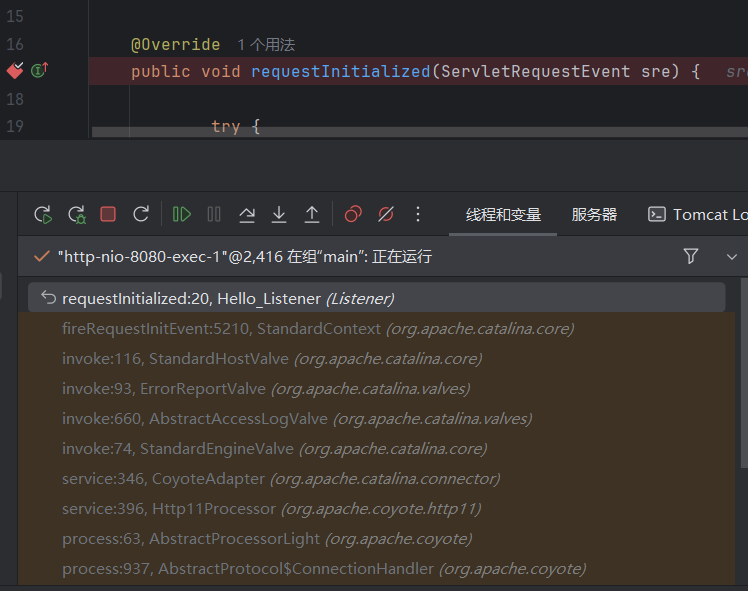 15
16 @Override 1个用法
public void requestInitialized(ServletRequestEvent sre) { sre
18
19 try {
线程和变量 服务器 Tomcat Lo
"http-nio-8080-exec-1"@2,416 在组"main": 正在运行
requestInitialized:20, Hello_Listener (Listener)
fireRequestInitEvent:5210, StandardContext (org.apache.catalina.core)
invoke:116, StandardHostValve (org.apache.catalina.core)
invoke:93, ErrorReportValve (org.apache.catalina.valves)
invoke:660, AbstractAccessLogValve (org.apache.catalina.valves)
invoke:74, StandardEngineValve (org.apache.catalina.core)
service:346, CoyoteAdapter (org.apache.catalina.connector)
service:396, Http11Processor (org.apache.coyote.http11)
process:63, AbstractProcessorLight (org.apache.coyote)
process:937, AbstractProtocol$ConnectionHandler (org.apache.coyote)